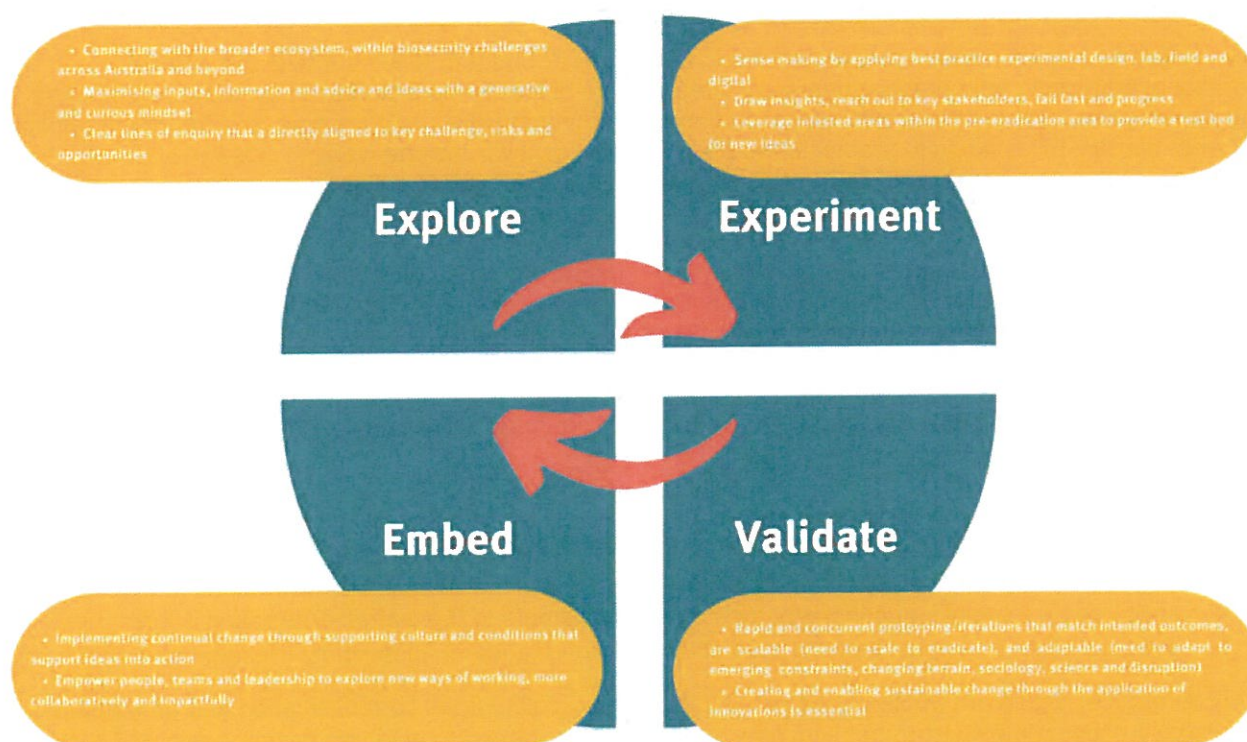 • Connecting with the broader ecosystem, within biosecurity challenges
across Australia and beyond
• Maximising inputs, information and advice and ideas with a generative
and curious mindset
• Clear lines of enquiry that a directly aligned to key challenge, risks and
opportunities
Explore
• Sense making by applying best practice experimental design, lab, field and
digital
• Draw insights, reach out to key stakeholders, fail fast and progress
• Leverage infested areas within the pre-eradication area to provide a test bed
for new ideas
Experiment
Embed
• Implementing continual change through supporting culture and conditions that
support ideas into action
• Empower people, teams and leadership to explore new ways of working, more
collaboratively and impactfully
Validate
• Rapid and concurrent protoyping/iterations that match intended outcomes,
are scalable (need to scale to eradicate), and adaptable (need to adapt to
emerging constraints, changing terrain, sociology, science and disruption)
• Creating and enabling sustainable change through the application of
innovations is essential